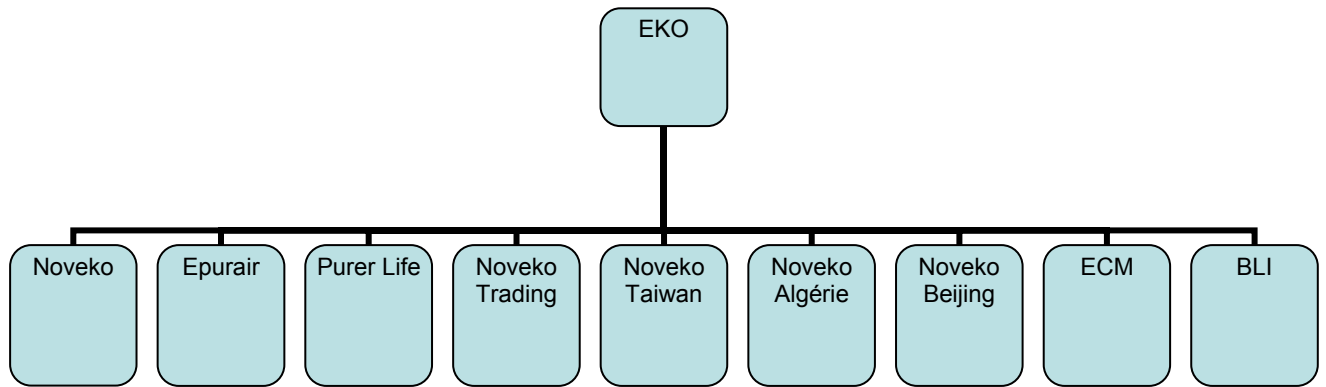 EKO
Noveko
Epurair
Purer Life
Noveko
Trading
Noveko
Taiwan
Noveko
Algérie
Noveko
Beijing
ECM
BLI